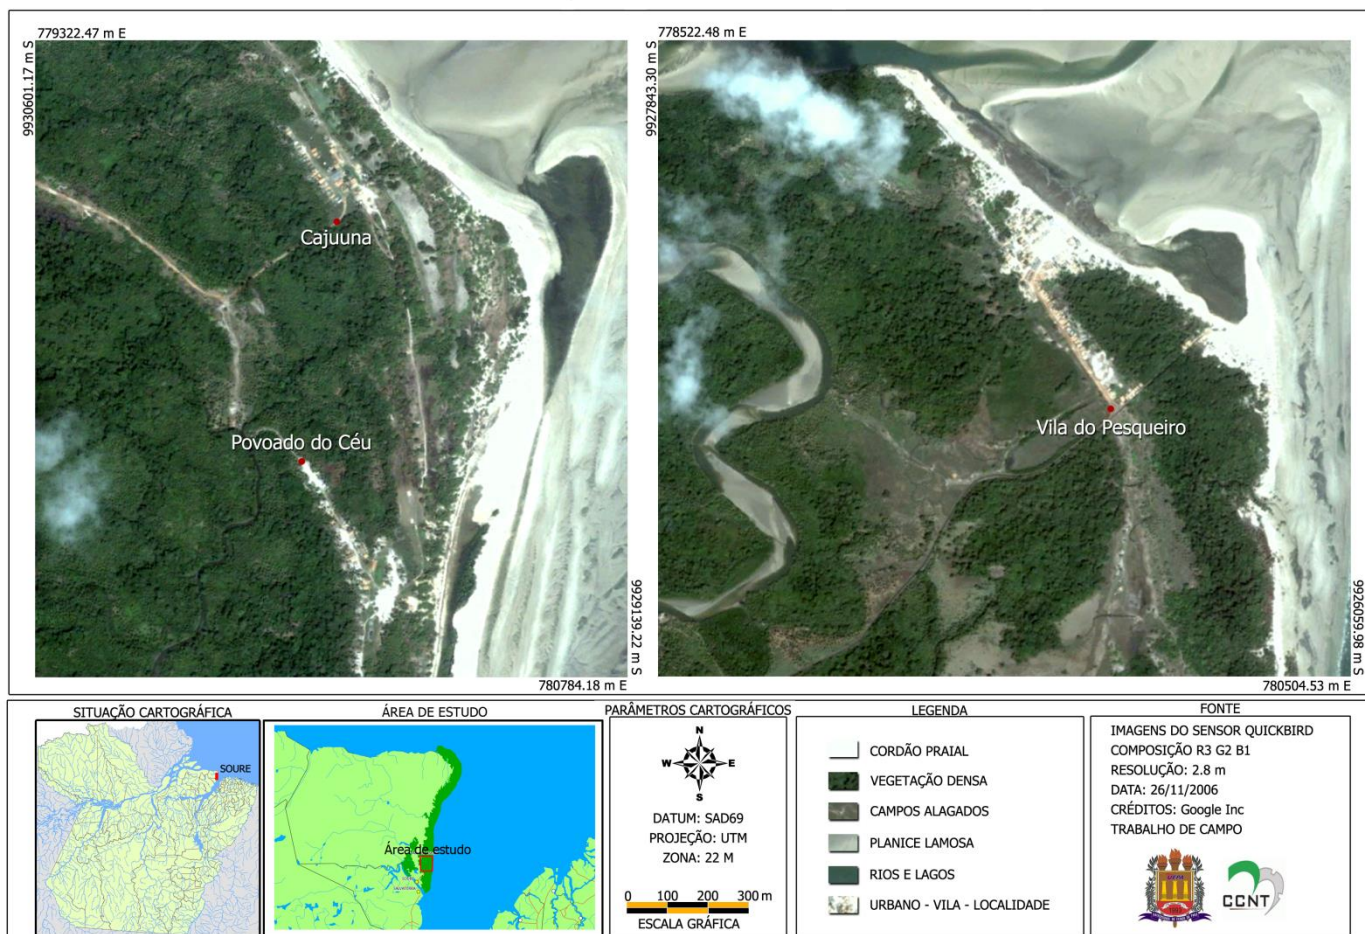 779322.47 m E
9930601.17 m S
Cajuuna
Povoado do Céu
9929139.22 m S
780784.18 m E
778522.48 m E
9927843.30 m S
Vila do Pesqueiro
9926059.98 m S
780504.53 m E
SITUAÇÃO CARTOGRÁFICA
SOURE
ÁREA DE ESTUDO
Área de estudo
PARÂMETROS CARTOGRÁFICOS
N
W E
S
DATUM: SAD69
PROJEÇÃO: UTM
ZONA: 22 M
0 100 200 300 m
ESCALA GRÁFICA
LEGENDA
CORDÃO PRAIAL
VEGETAÇÃO DENSA
CAMPOS ALAGADOS
PLANICE LAMOSA
RIOS E LAGOS
URBANO - VILA - LOCALIDADE
FONTE
IMAGENS DO SENSOR QUICKBIRD
COMPOSIÇÃO R3 G2 B1
RESOLUÇÃO: 2.8 m
DATA: 26/11/2006
CRÉDITOS: Google Inc
TRABALHO DE CAMPO
CCNT